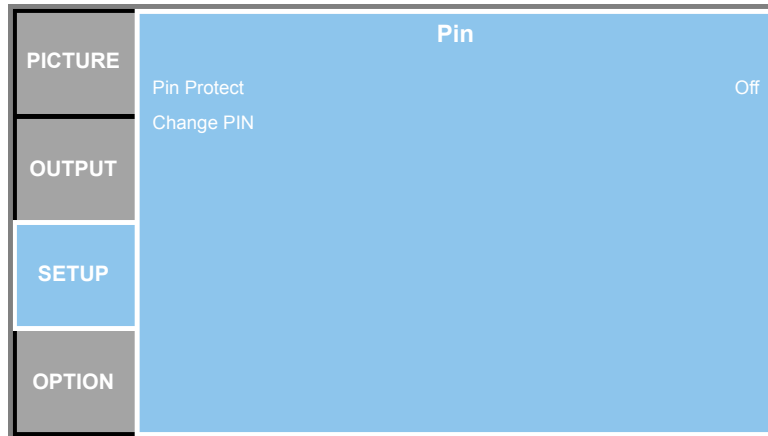 PICTURE
OUTPUT
SETUP
OPTION
Pin
Pin Protect Off
Change PIN